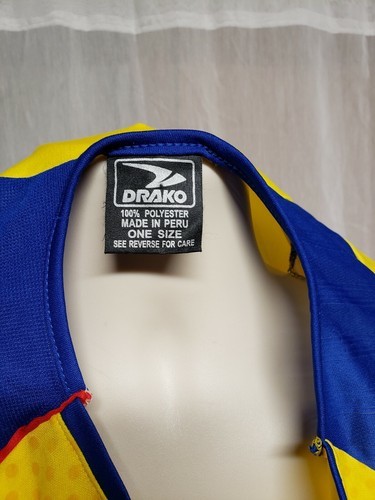 DRAKO
100% POLYESTER
MADE IN PERU
ONE SIZE
SEE REVERSE FOR CARE